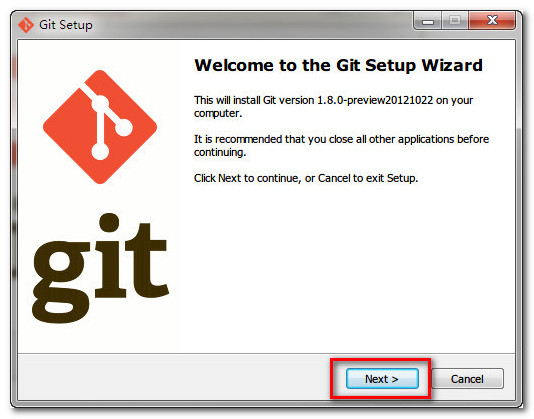 Git Setup
Welcome to the Git Setup Wizard
This will install Git version 1.8.0-preview20121022 on your
computer.
It is recommended that you close all other applications before
continuing.
Click Next to continue, or Cancel to exit Setup.
git
Next >
Cancel